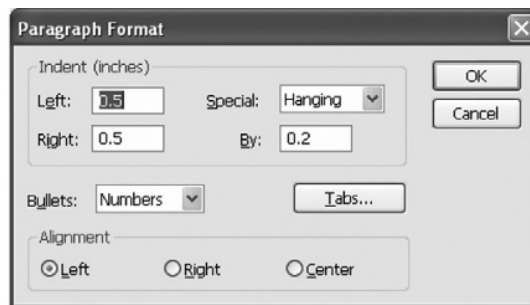 Paragraph Format
Indent (inches)
Left: 0.5 Special: Hanging
Right: 0.5 By: 0.2
OK
Cancel
Bullets: Numbers Tabs...
Alignment
Left Right Center